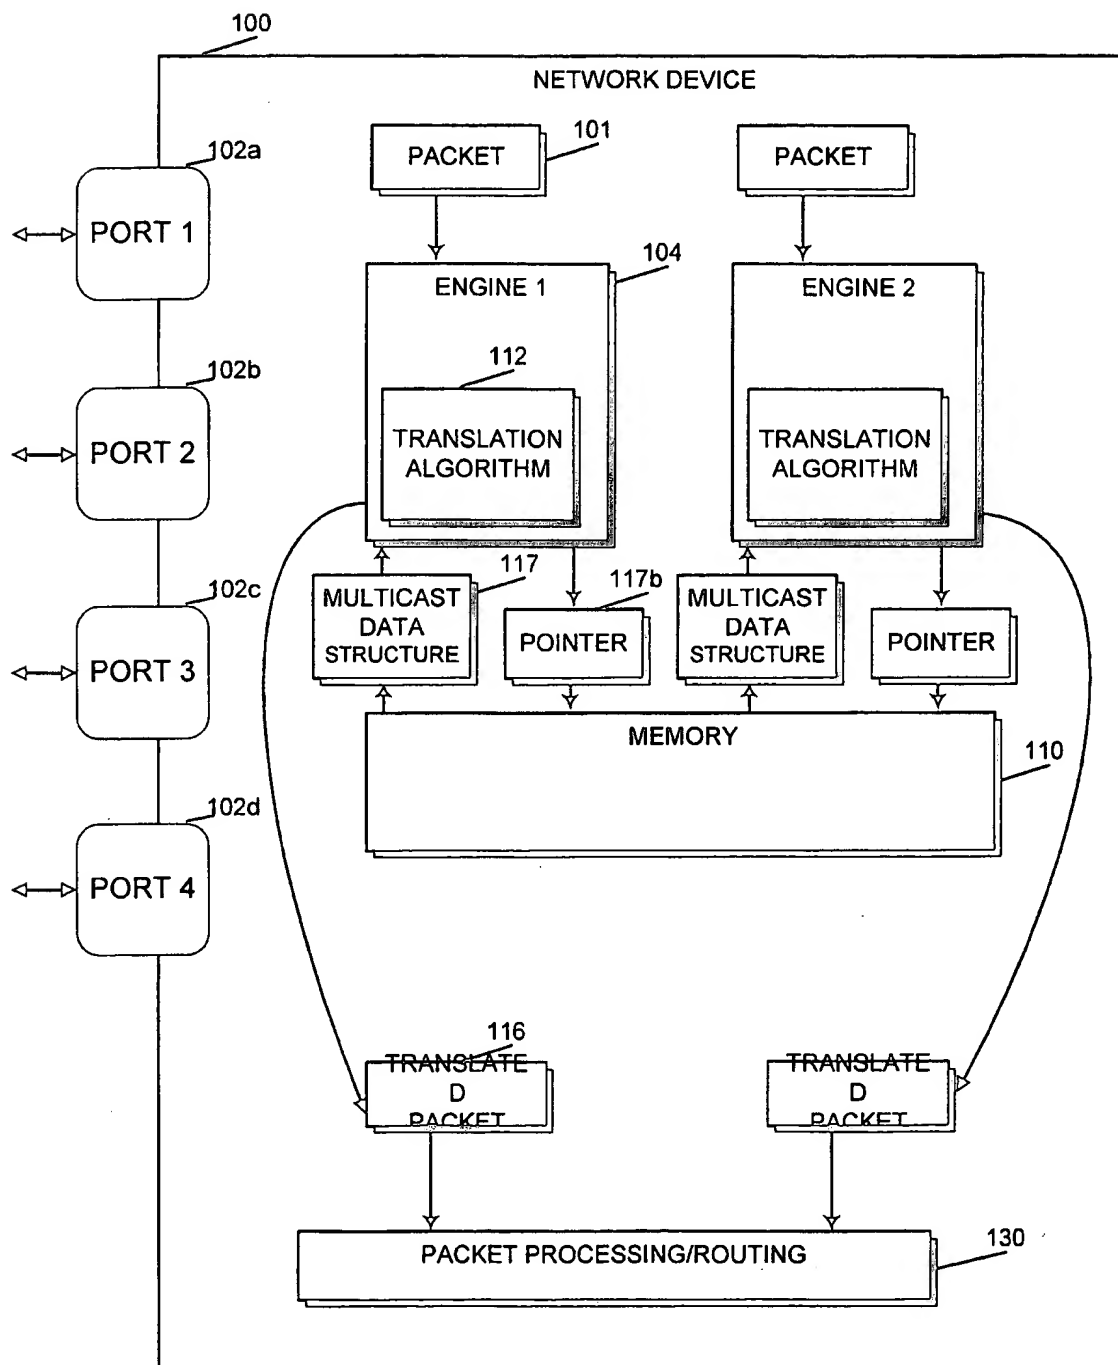 100
NETWORK DEVICE
102a
PORT 1
102b
PORT 2
102c
PORT 3
102d
PORT 4
PACKET
101
PACKET
ENGINE 1
104
ENGINE 2
112
TRANSLATION
ALGORITHM
TRANSLATION
ALGORITHM
MULTICAST
DATA
STRUCTURE
117
117b
POINTER
MULTICAST
DATA
STRUCTURE
POINTER
MEMORY
110
116
TRANSLATE
D
PACKET
TRANSLATE
D
PACKET
PACKET PROCESSING/ROUTING
130